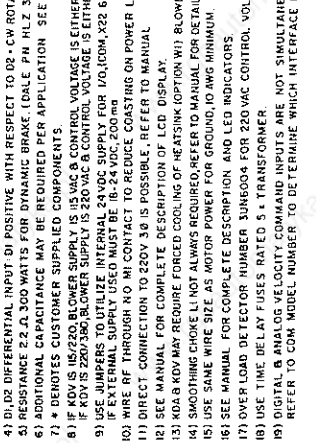 4) D1,D2 DIFFERENTIAL INPUT: D1 POSITIVE WITH RESPECT TO D2 = CW ROTA
5) RESISTANCE 2.2 Ω, 300 WATTS FOR DYNAMIC BRAKE, (DALE PN HLZ 3
6) ADDITIONAL CAPACITANCE MAY BE REQUIRED PER APPLICATION SEE
7) * DENOTES CUSTOMER SUPPLIED COMPONENTS.
8) IF KDV IS 115/220, BLOWER SUPPLY IS 115 VAC & CONTROL VOLTAGE IS EITHER
IF KDV IS 220/380, BLOWER SUPPLY IS 220 VAC & CONTROL VOLTAGE IS EITHE
9) USE JUMPERS TO UTILIZE INTERNAL 24 VDC SUPPLY FOR I/O, (COM, X22 6
IF EXTERNAL SUPPLY USED MUST BE 18-24 VDC, 200 ma
10) WIRE RF THROUGH NO M1 CONTACT TO REDUCE COASTING ON POWER L
11) DIRECT CONNECTION TO 220V 3Ø IS POSSIBLE, REFER TO MANUAL
12) SEE MANUAL FOR COMPLETE DESCRIPTION OF LCD DISPLAY.
13) KDA & KDV MAY REQUIRE FORCED COOLING OF HEATSINK (OPTION W1) BLOWE
14) SMOOTHING CHOKE L1 NOT ALWAYS REQUIRED, REFER TO MANUAL FOR DETAIL
15) USE SAME WIRE SIZE AS MOTOR POWER FOR GROUND, 10 AWG MINIMUM.
16) SEE MANUAL FOR COMPLETE DESCRIPTION AND LED INDICATORS.
17) OVER LOAD DETECTOR NUMBER 3UN6004 FOR 220 VAC CONTROL VOL
18) USE TIME DELAY FUSES RATED 5 x TRANSFORMER.
19) DIGITAL & ANALOG VELOCITY COMMAND INPUTS ARE NOT SIMULTANE
REFER TO COM MODEL NUMBER TO DETERMINE WHICH INTERFACE I